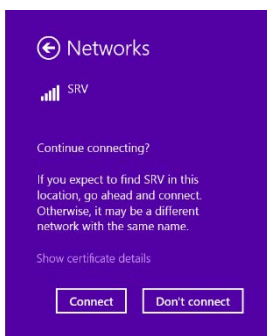 Networks
SRV
Continue connecting?
If you expect to find SRV in this
location, go ahead and connect.
Otherwise, it may be a different
network with the same name.
Show certificate details
Connect
Don't connect